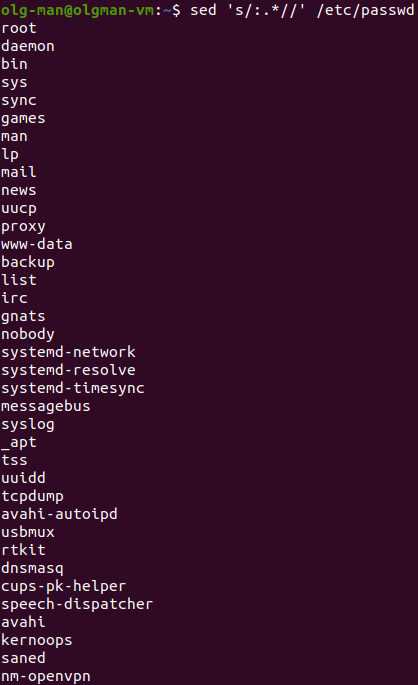 olg-man@olgman-vm:~$ sed 's/:.*//' /etc/passwd
root
daemon
bin
sys
sync
games
man
lp
mail
news
uucp
proxy
www-data
backup
list
irc
gnats
nobody
systemd-network
systemd-resolve
systemd-timesync
messagebus
syslog
_apt
tss
uuidd
tcpdump
avahi-autoipd
usbmux
rtkit
dnsmasq
cups-pk-helper
speech-dispatcher
avahi
kernoops
saned
nm-openvpn